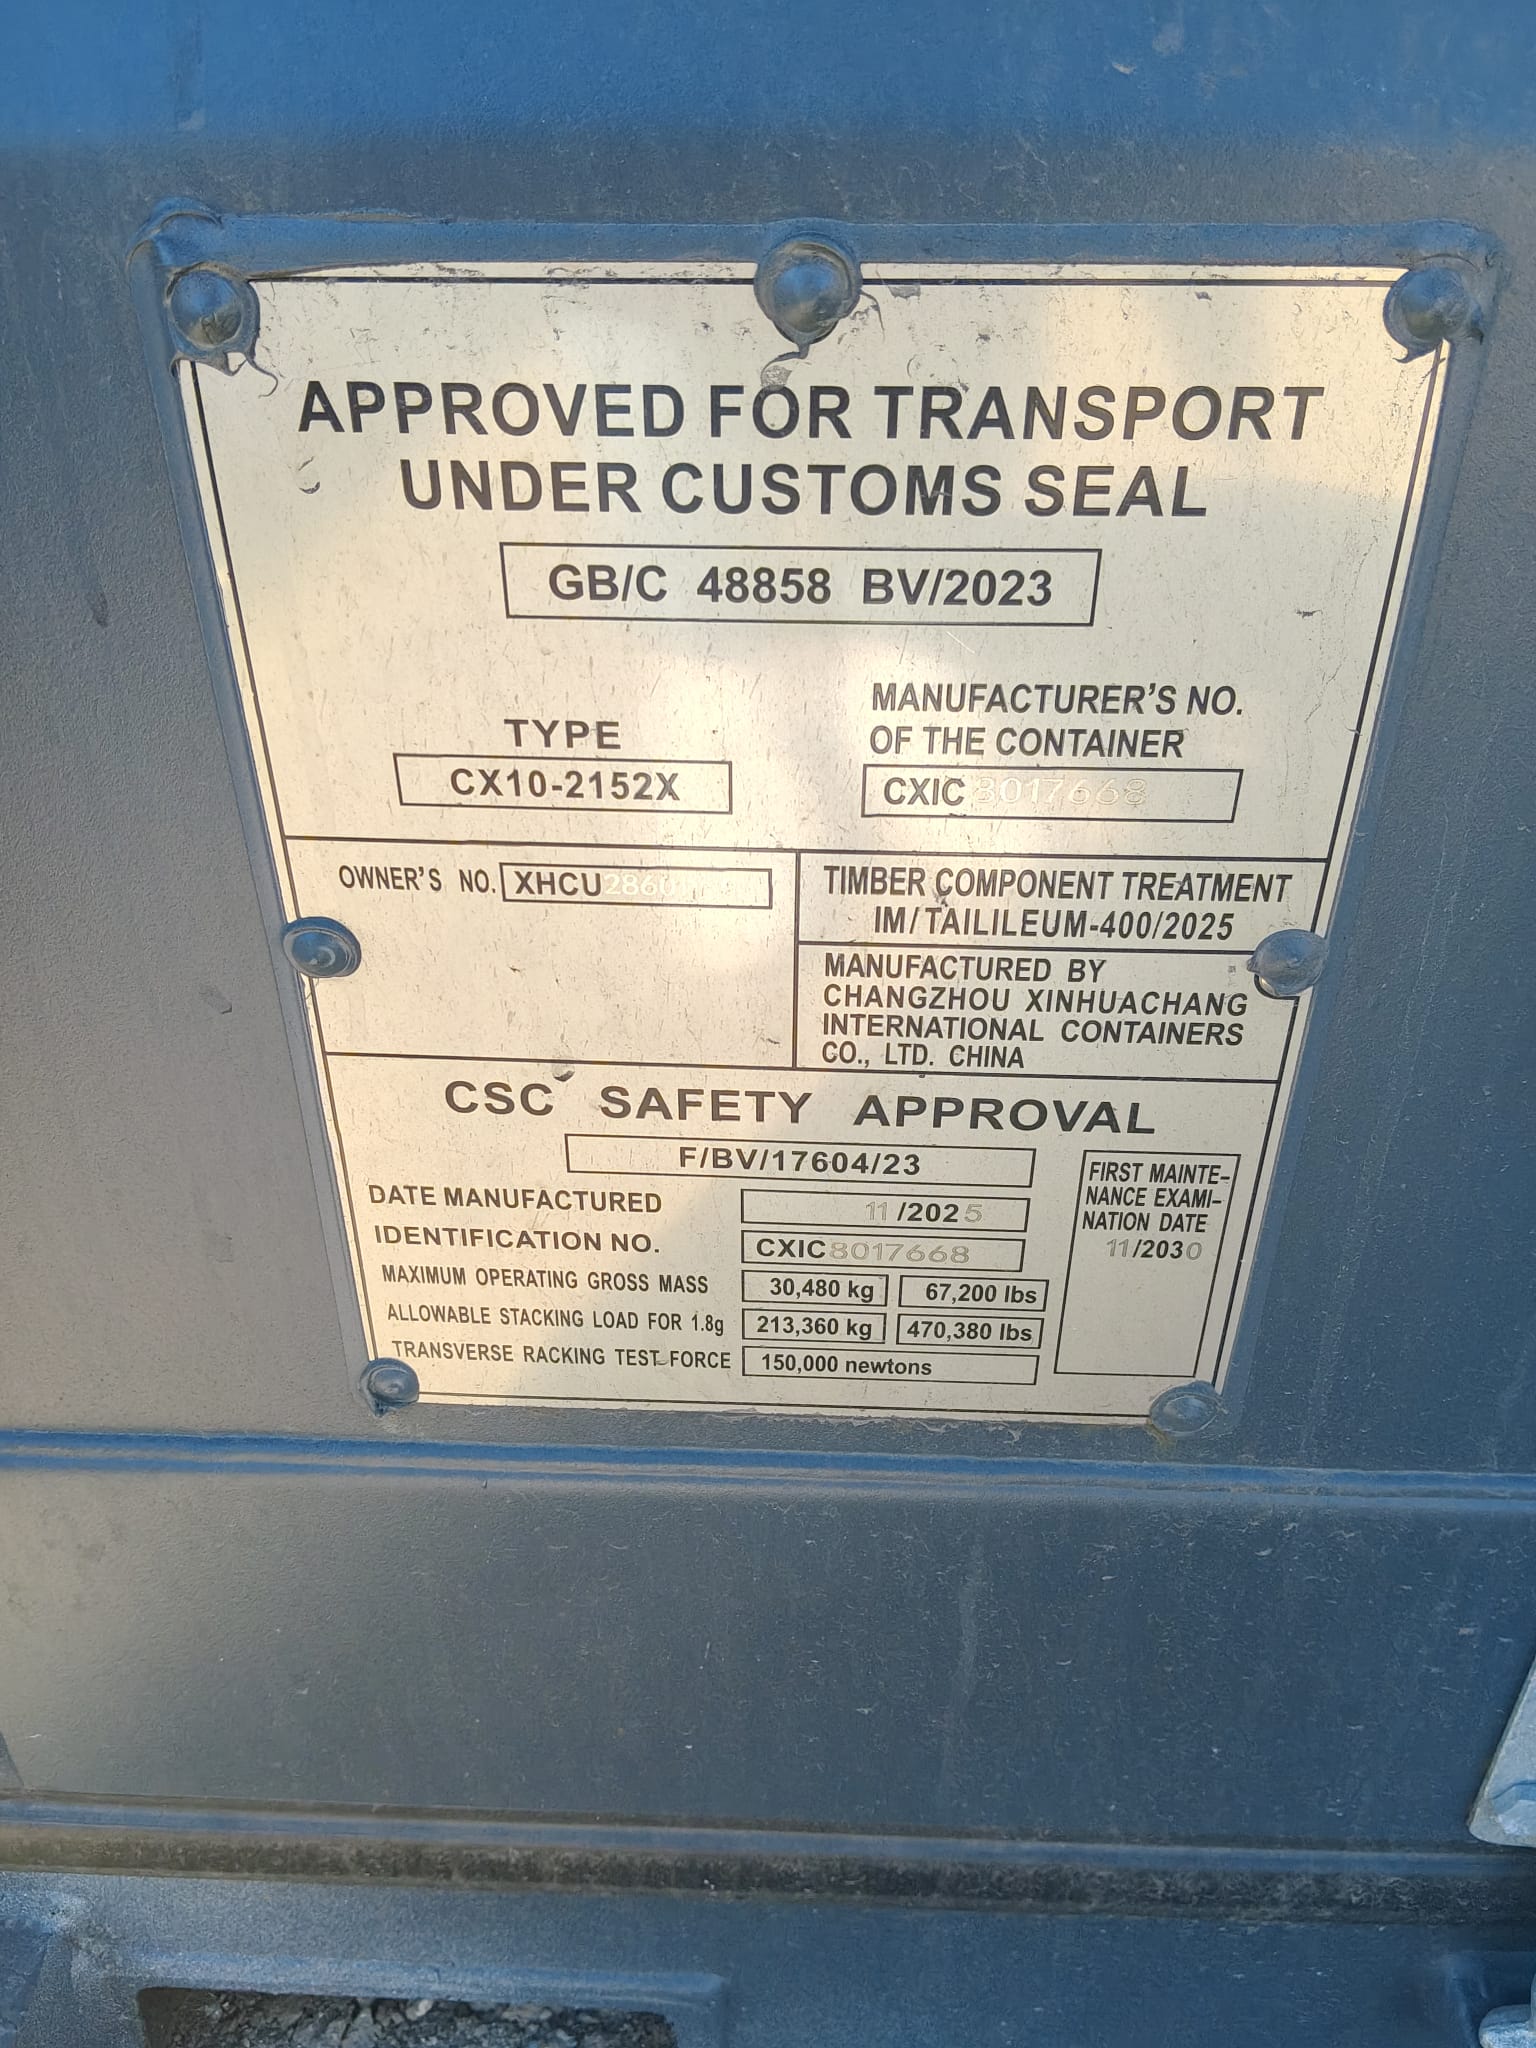 APPROVED FOR TRANSPORT
UNDER CUSTOMS SEAL
GB/C 48858 BV/2023
TYPE
CX10-2152X
MANUFACTURER'S NO.
OF THE CONTAINER
CXIC 8017668
OWNER'S NO. XHCU
TIMBER COMPONENT TREATMENT
IM/TAILILEUM-400/2025
MANUFACTURED BY
CHANGZHOU XINHUACHANG
INTERNATIONAL CONTAINERS
CO., LTD. CHINA
CSC SAFETY APPROVAL
F/BV/17604/23
DATE MANUFACTURED 11/2025
IDENTIFICATION NO. CXIC8017668
MAXIMUM OPERATING GROSS MASS 30,480 kg 67,200 lbs
ALLOWABLE STACKING LOAD FOR 1.8g 213,360 kg 470,380 lbs
TRANSVERSE RACKING TEST FORCE 150,000 newtons
FIRST MAINTE-
NANCE EXAMI-
NATION DATE
11/2030